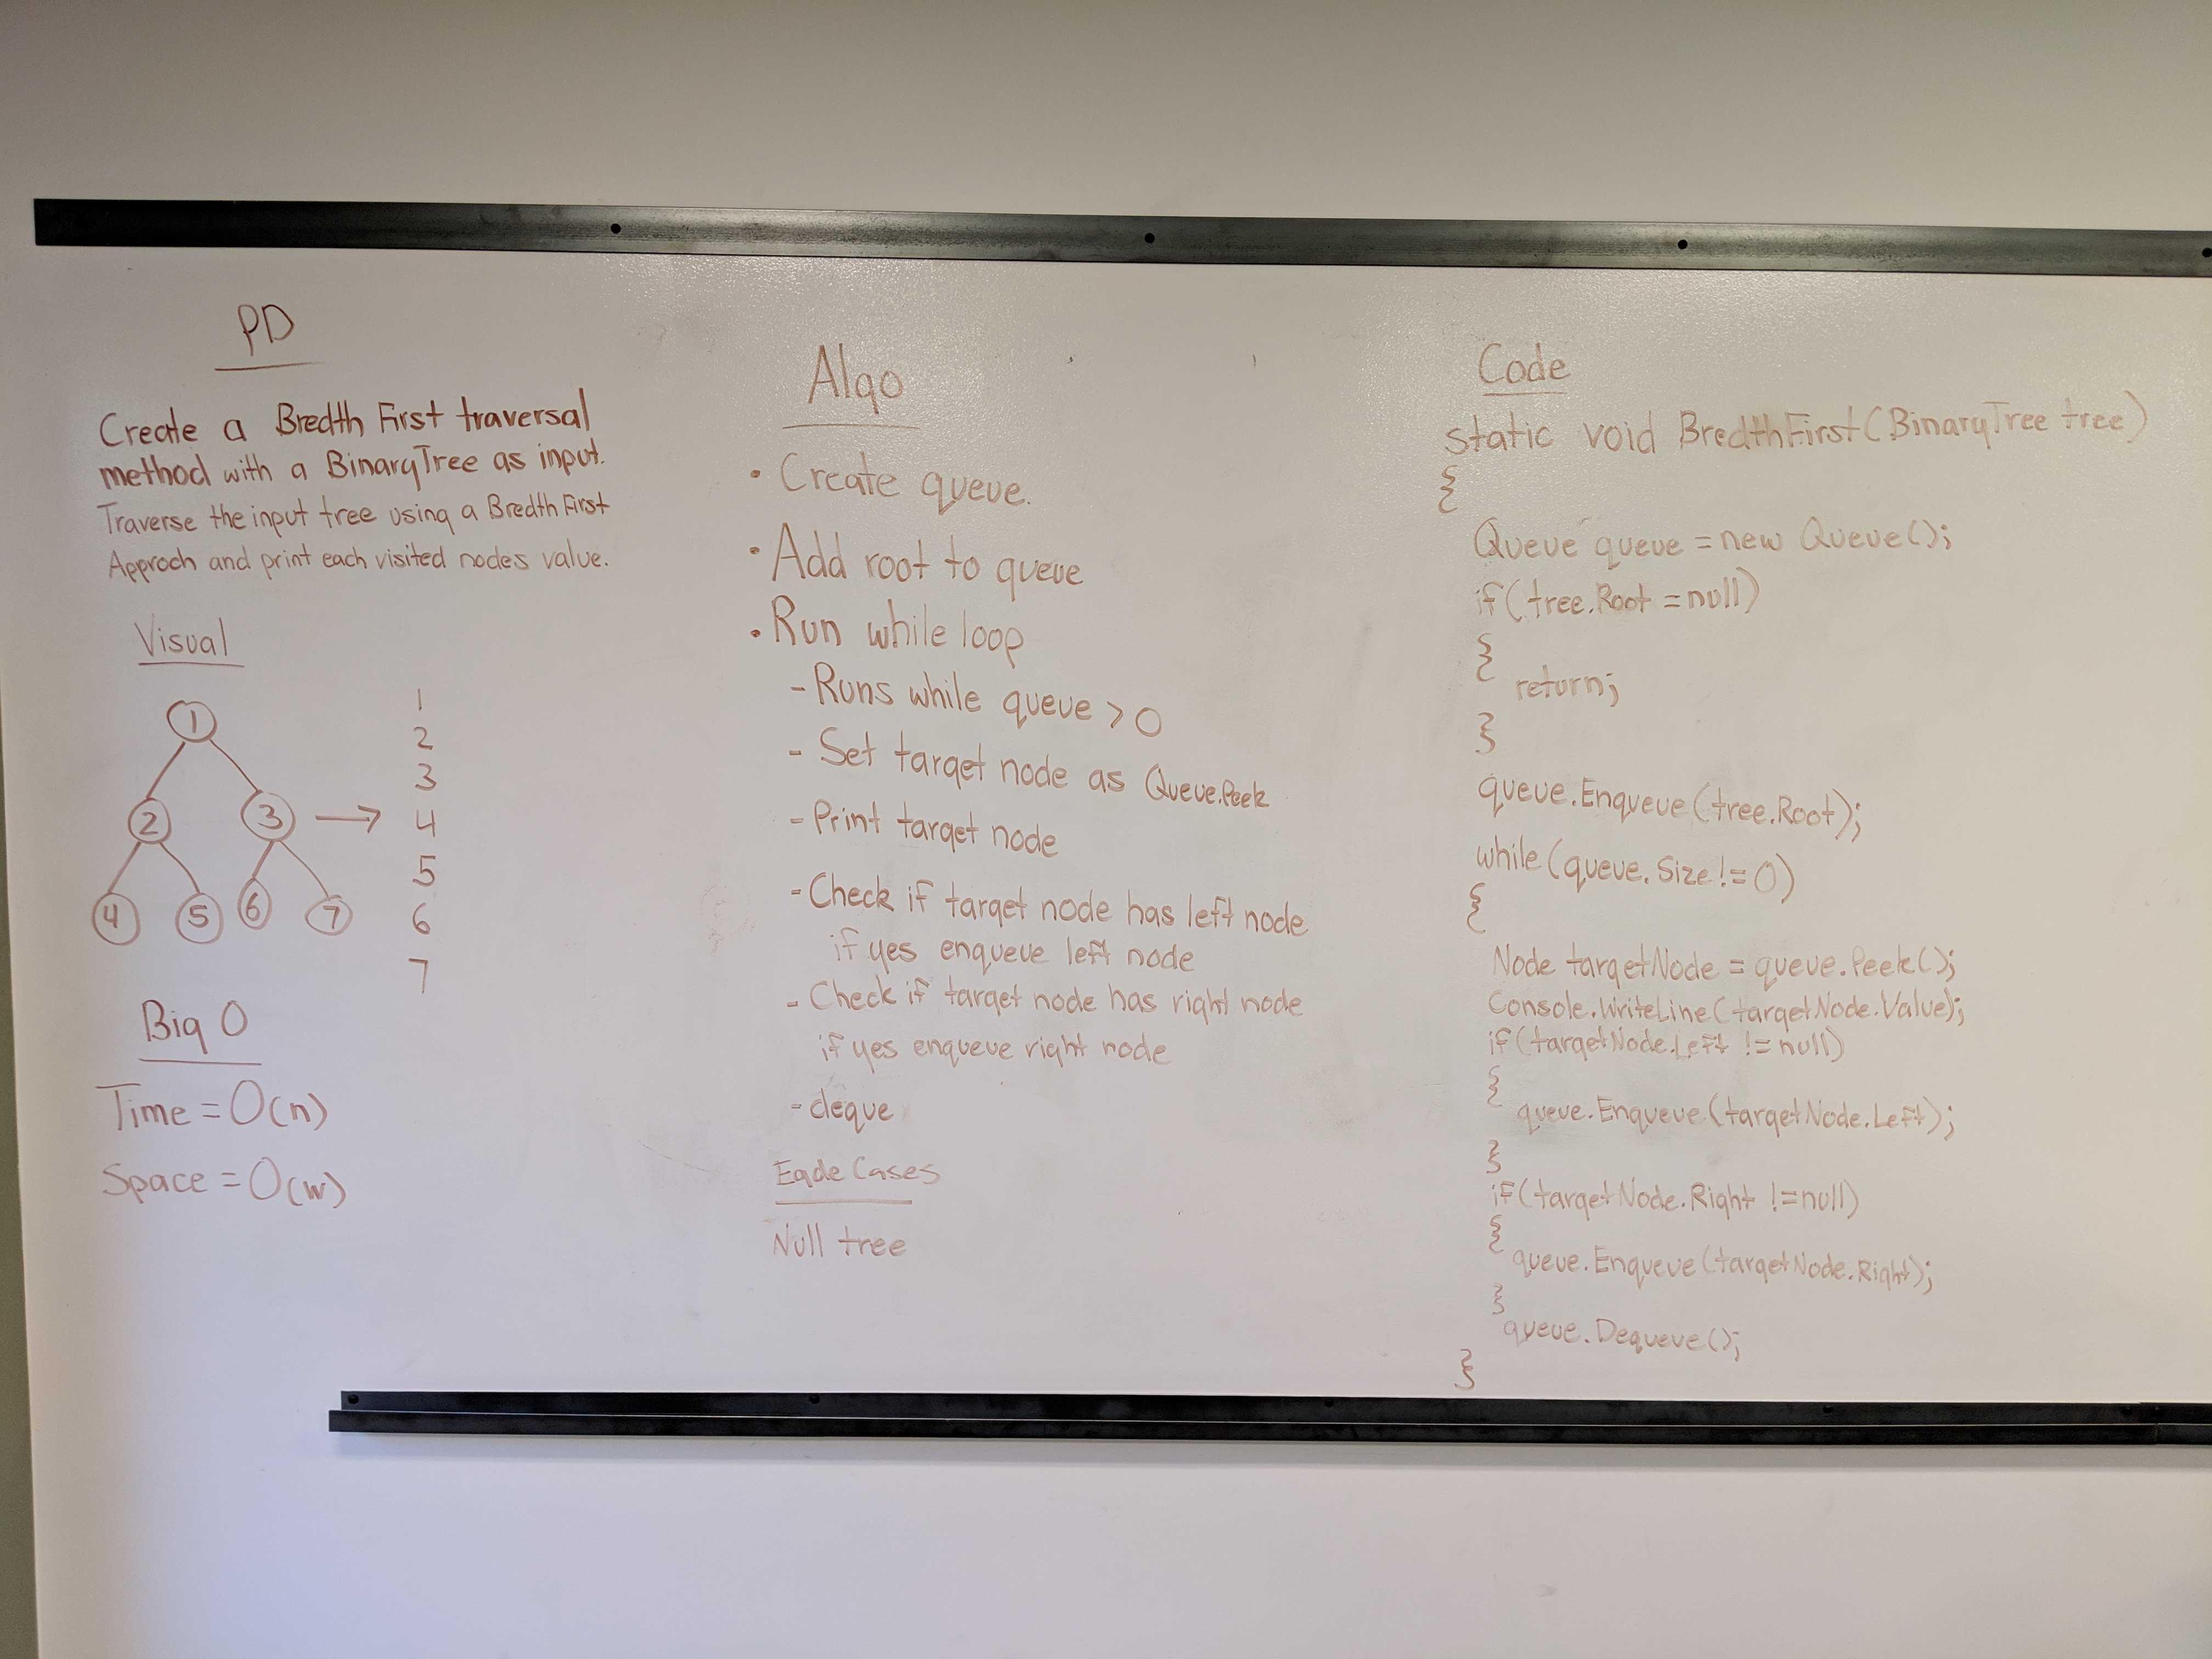 PD
Create a Bredth First traversal
method with a BinaryTree as input.
Traverse the input tree using a Bredth First
Approch and print each visited nodes value.
Visual
1
2 3
4 5 6 7
1
2
3
4
5
6
7
Big O
Time = O(n)
Space = O(w)
Algo
• Create queue.
• Add root to queue
• Run while loop
- Runs while queue > 0
- Set target node as Queue.Peek
- Print target node
- Check if target node has left node
if yes enqueue left node
- Check if target node has right node
if yes enqueue right node
- deque
Egde Cases
Null tree
Code
static void BredthFirst(BinaryTree tree)
{
Queue queue = new Queue();
if(tree.Root = null)
{
return;
}
queue.Enqueue(tree.Root);
while(queue.Size != 0)
{
Node targetNode = queue.Peek();
Console.WriteLine(targetNode.Value);
if(targetNode.Left != null)
{
queue.Enqueue(targetNode.Left);
}
if(targetNode.Right != null)
{
queue.Enqueue(targetNode.Right);
}
queue.Dequeue();
}